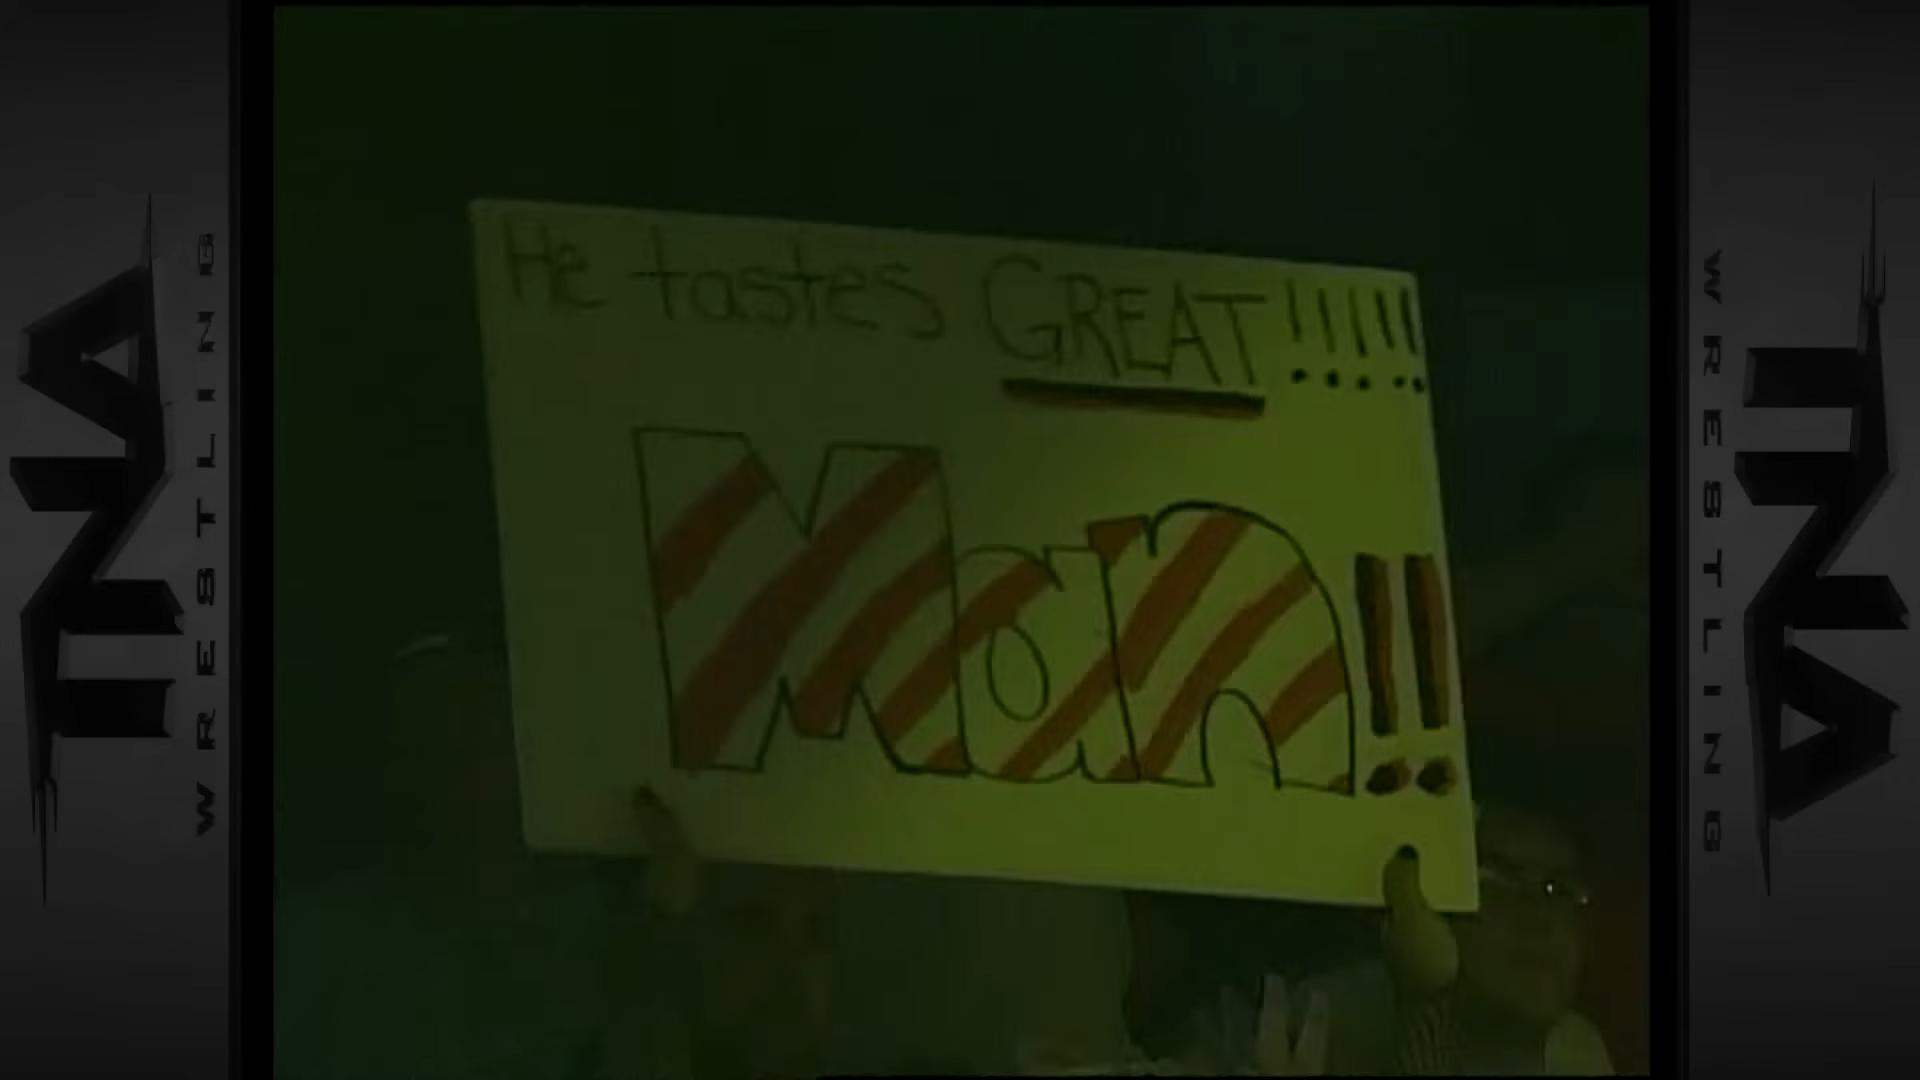 He tastes GREAT!!!!!
Man!!
TNA
WRESTLING
TNA
WRESTLING